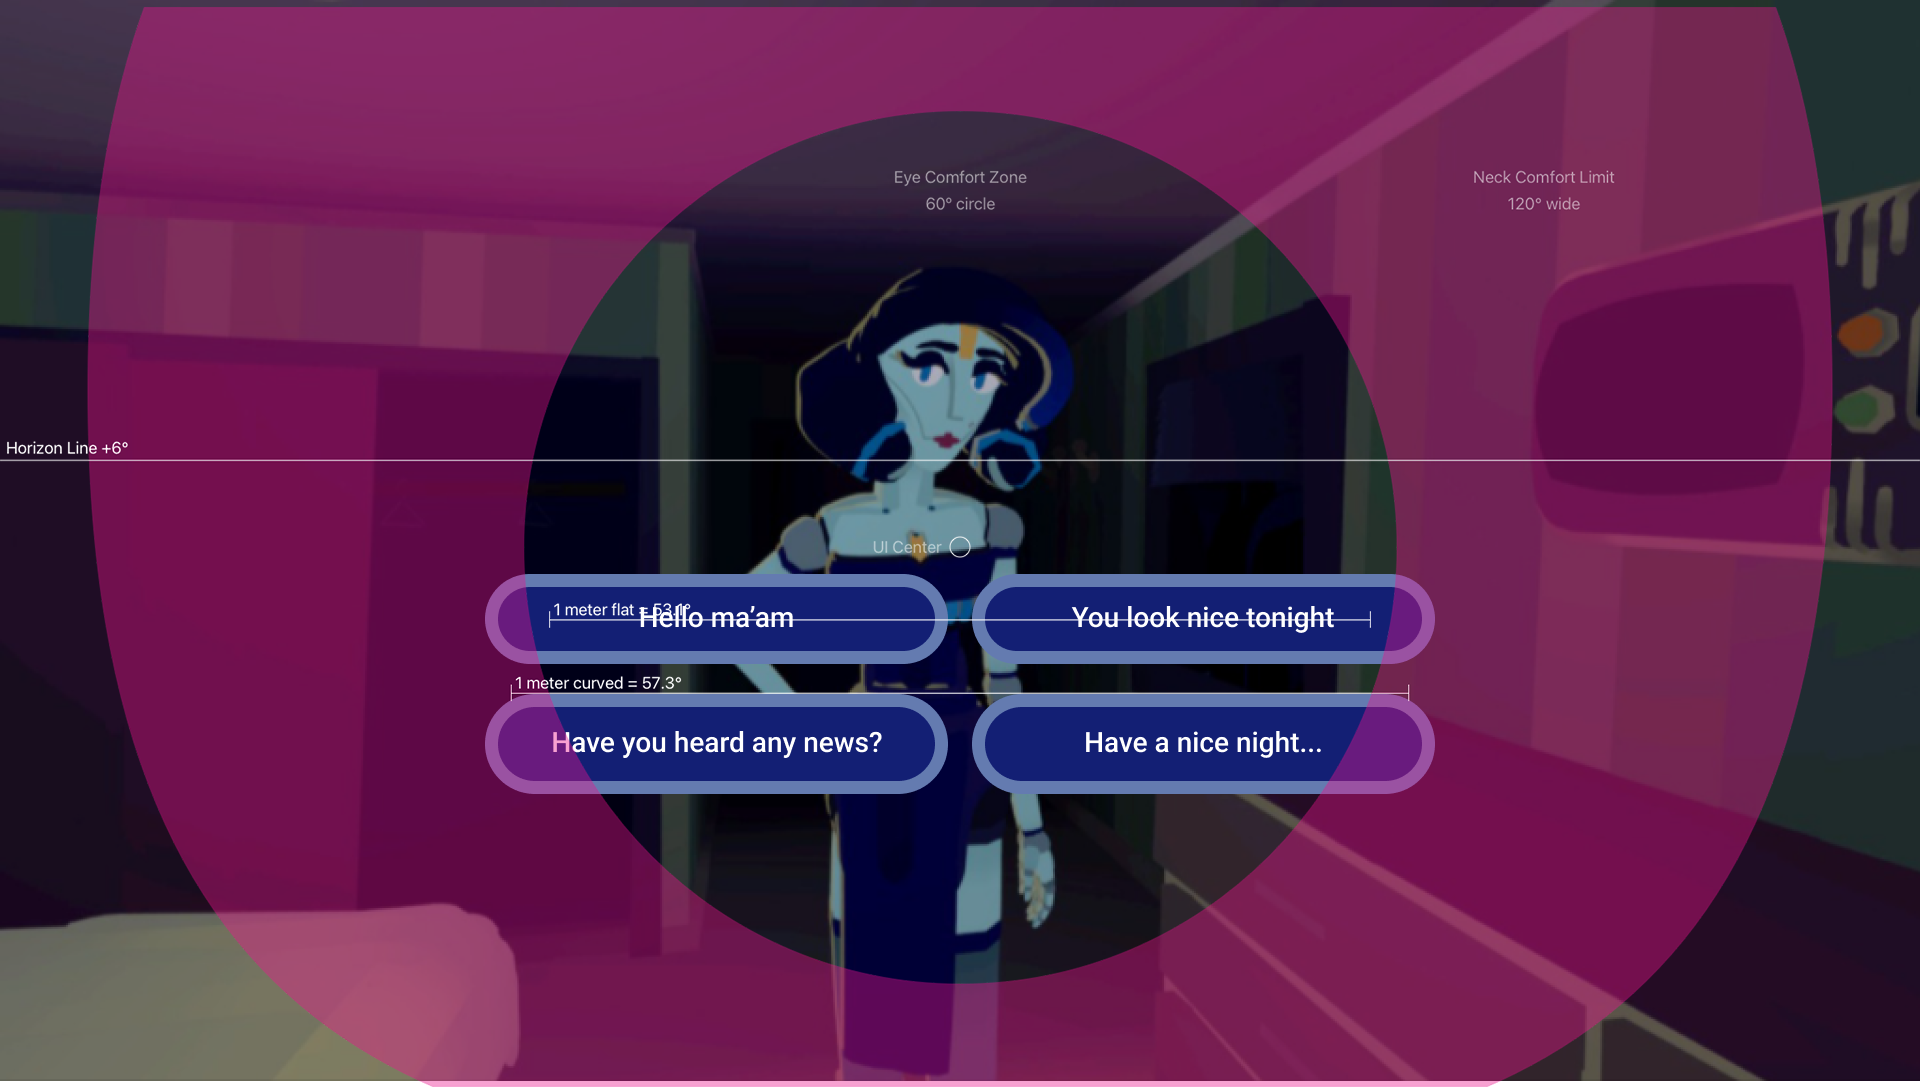 Eye Comfort Zone
60° circle
Neck Comfort Limit
120° wide
Horizon Line +6°
UI Center
1 meter flat = 53.1°
Hello ma’am
You look nice tonight
1 meter curved = 57.3°
Have you heard any news?
Have a nice night...